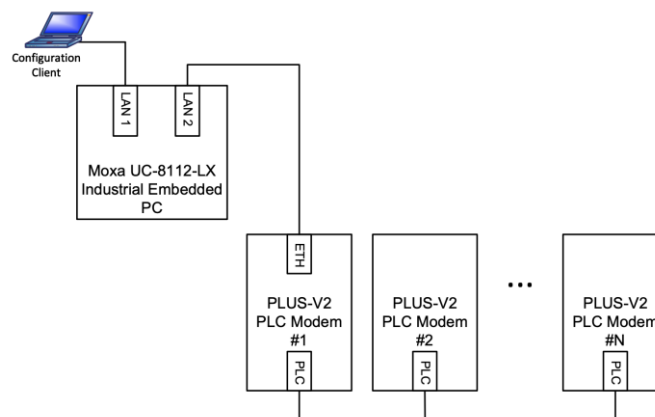 Configuration
Client
LAN 1
LAN 2
Moxa UC-8112-LX
Industrial Embedded
PC
ETH
PLUS-V2
PLC Modem
#1
PLC
PLUS-V2
PLC Modem
#2
PLC
...
PLUS-V2
PLC Modem
#N
PLC